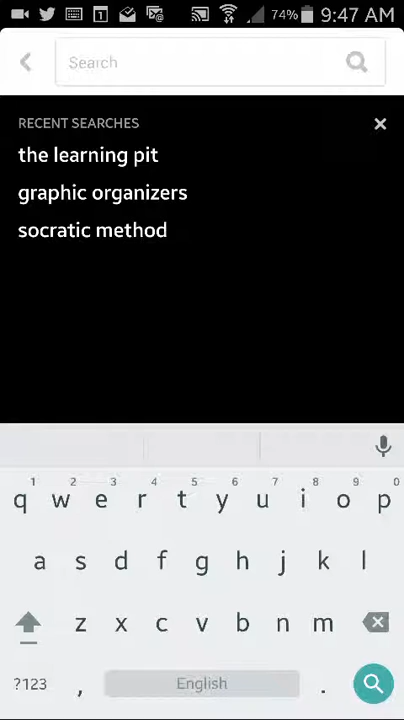 1 74% 9:47 AM
Search
RECENT SEARCHES ×
the learning pit
graphic organizers
socratic method
1 2 3 4 5 6 7 8 9 0
q w e r t y u i o p
a s d f g h j k l
z x c v b n m
?123 , English .